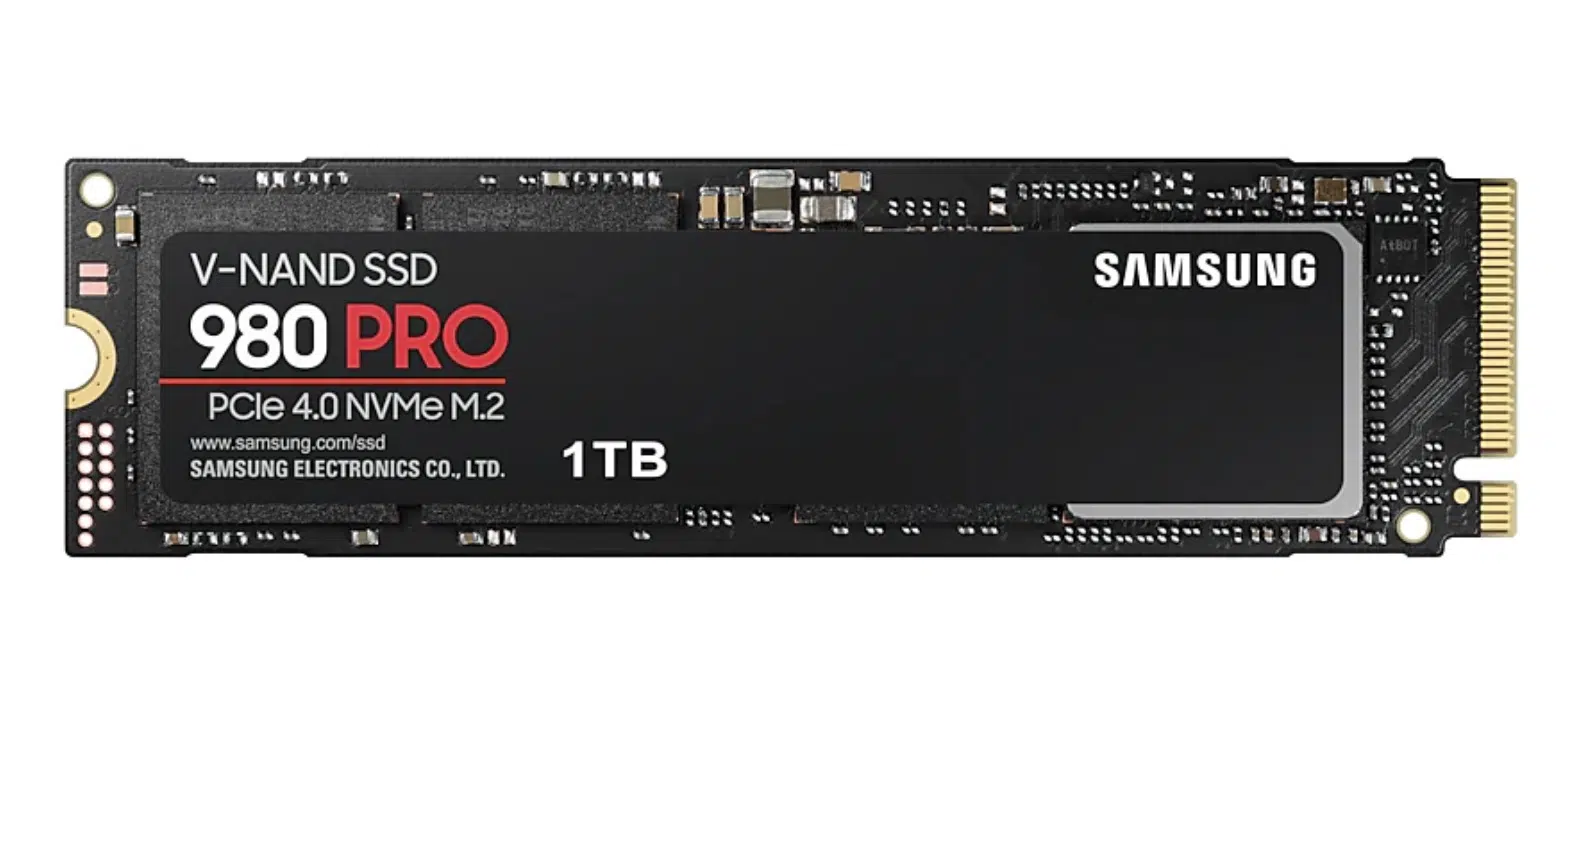 V-NAND SSD
980 PRO
PCIe 4.0 NVMe M.2
www.samsung.com/ssd
SAMSUNG ELECTRONICS CO., LTD.
1TB
SAMSUNG
AtBOT